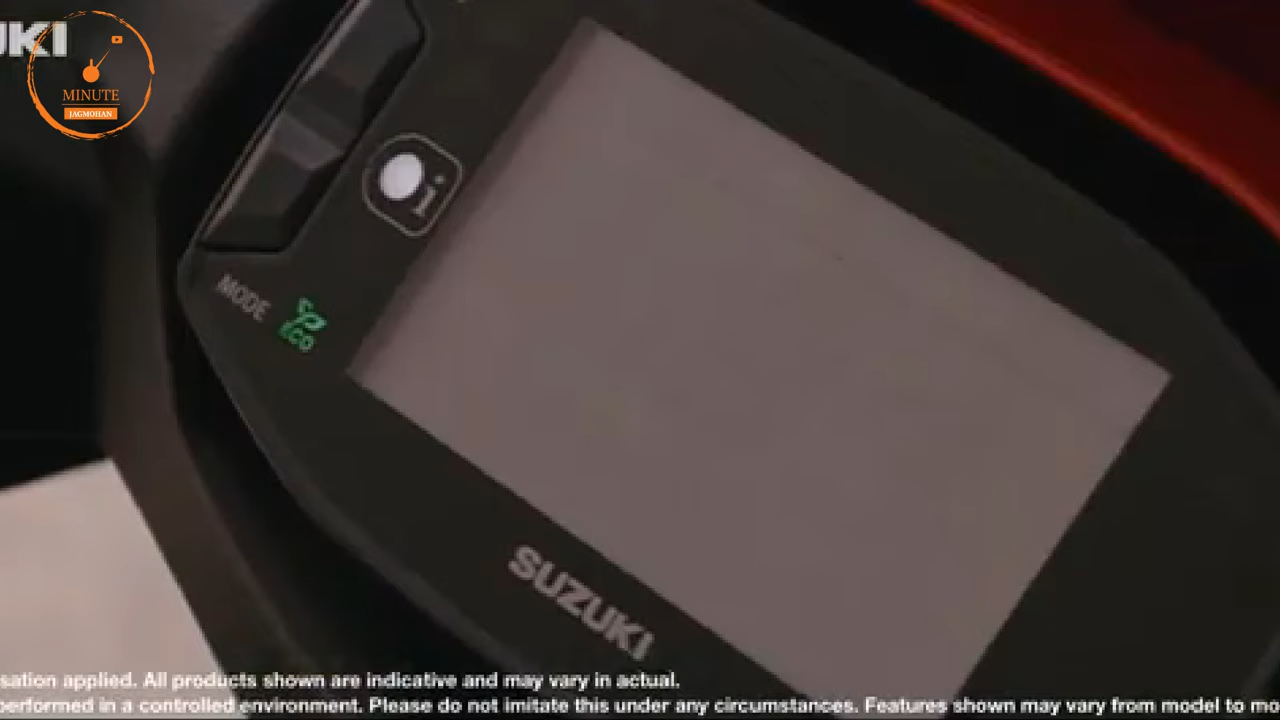 UKI
MINUTE
JAGMOHAN
i
MODE
eco
SUZUKI
sation applied. All products shown are indicative and may vary in actual.
performed in a controlled environment. Please do not imitate this under any circumstances. Features shown may vary from model to mo